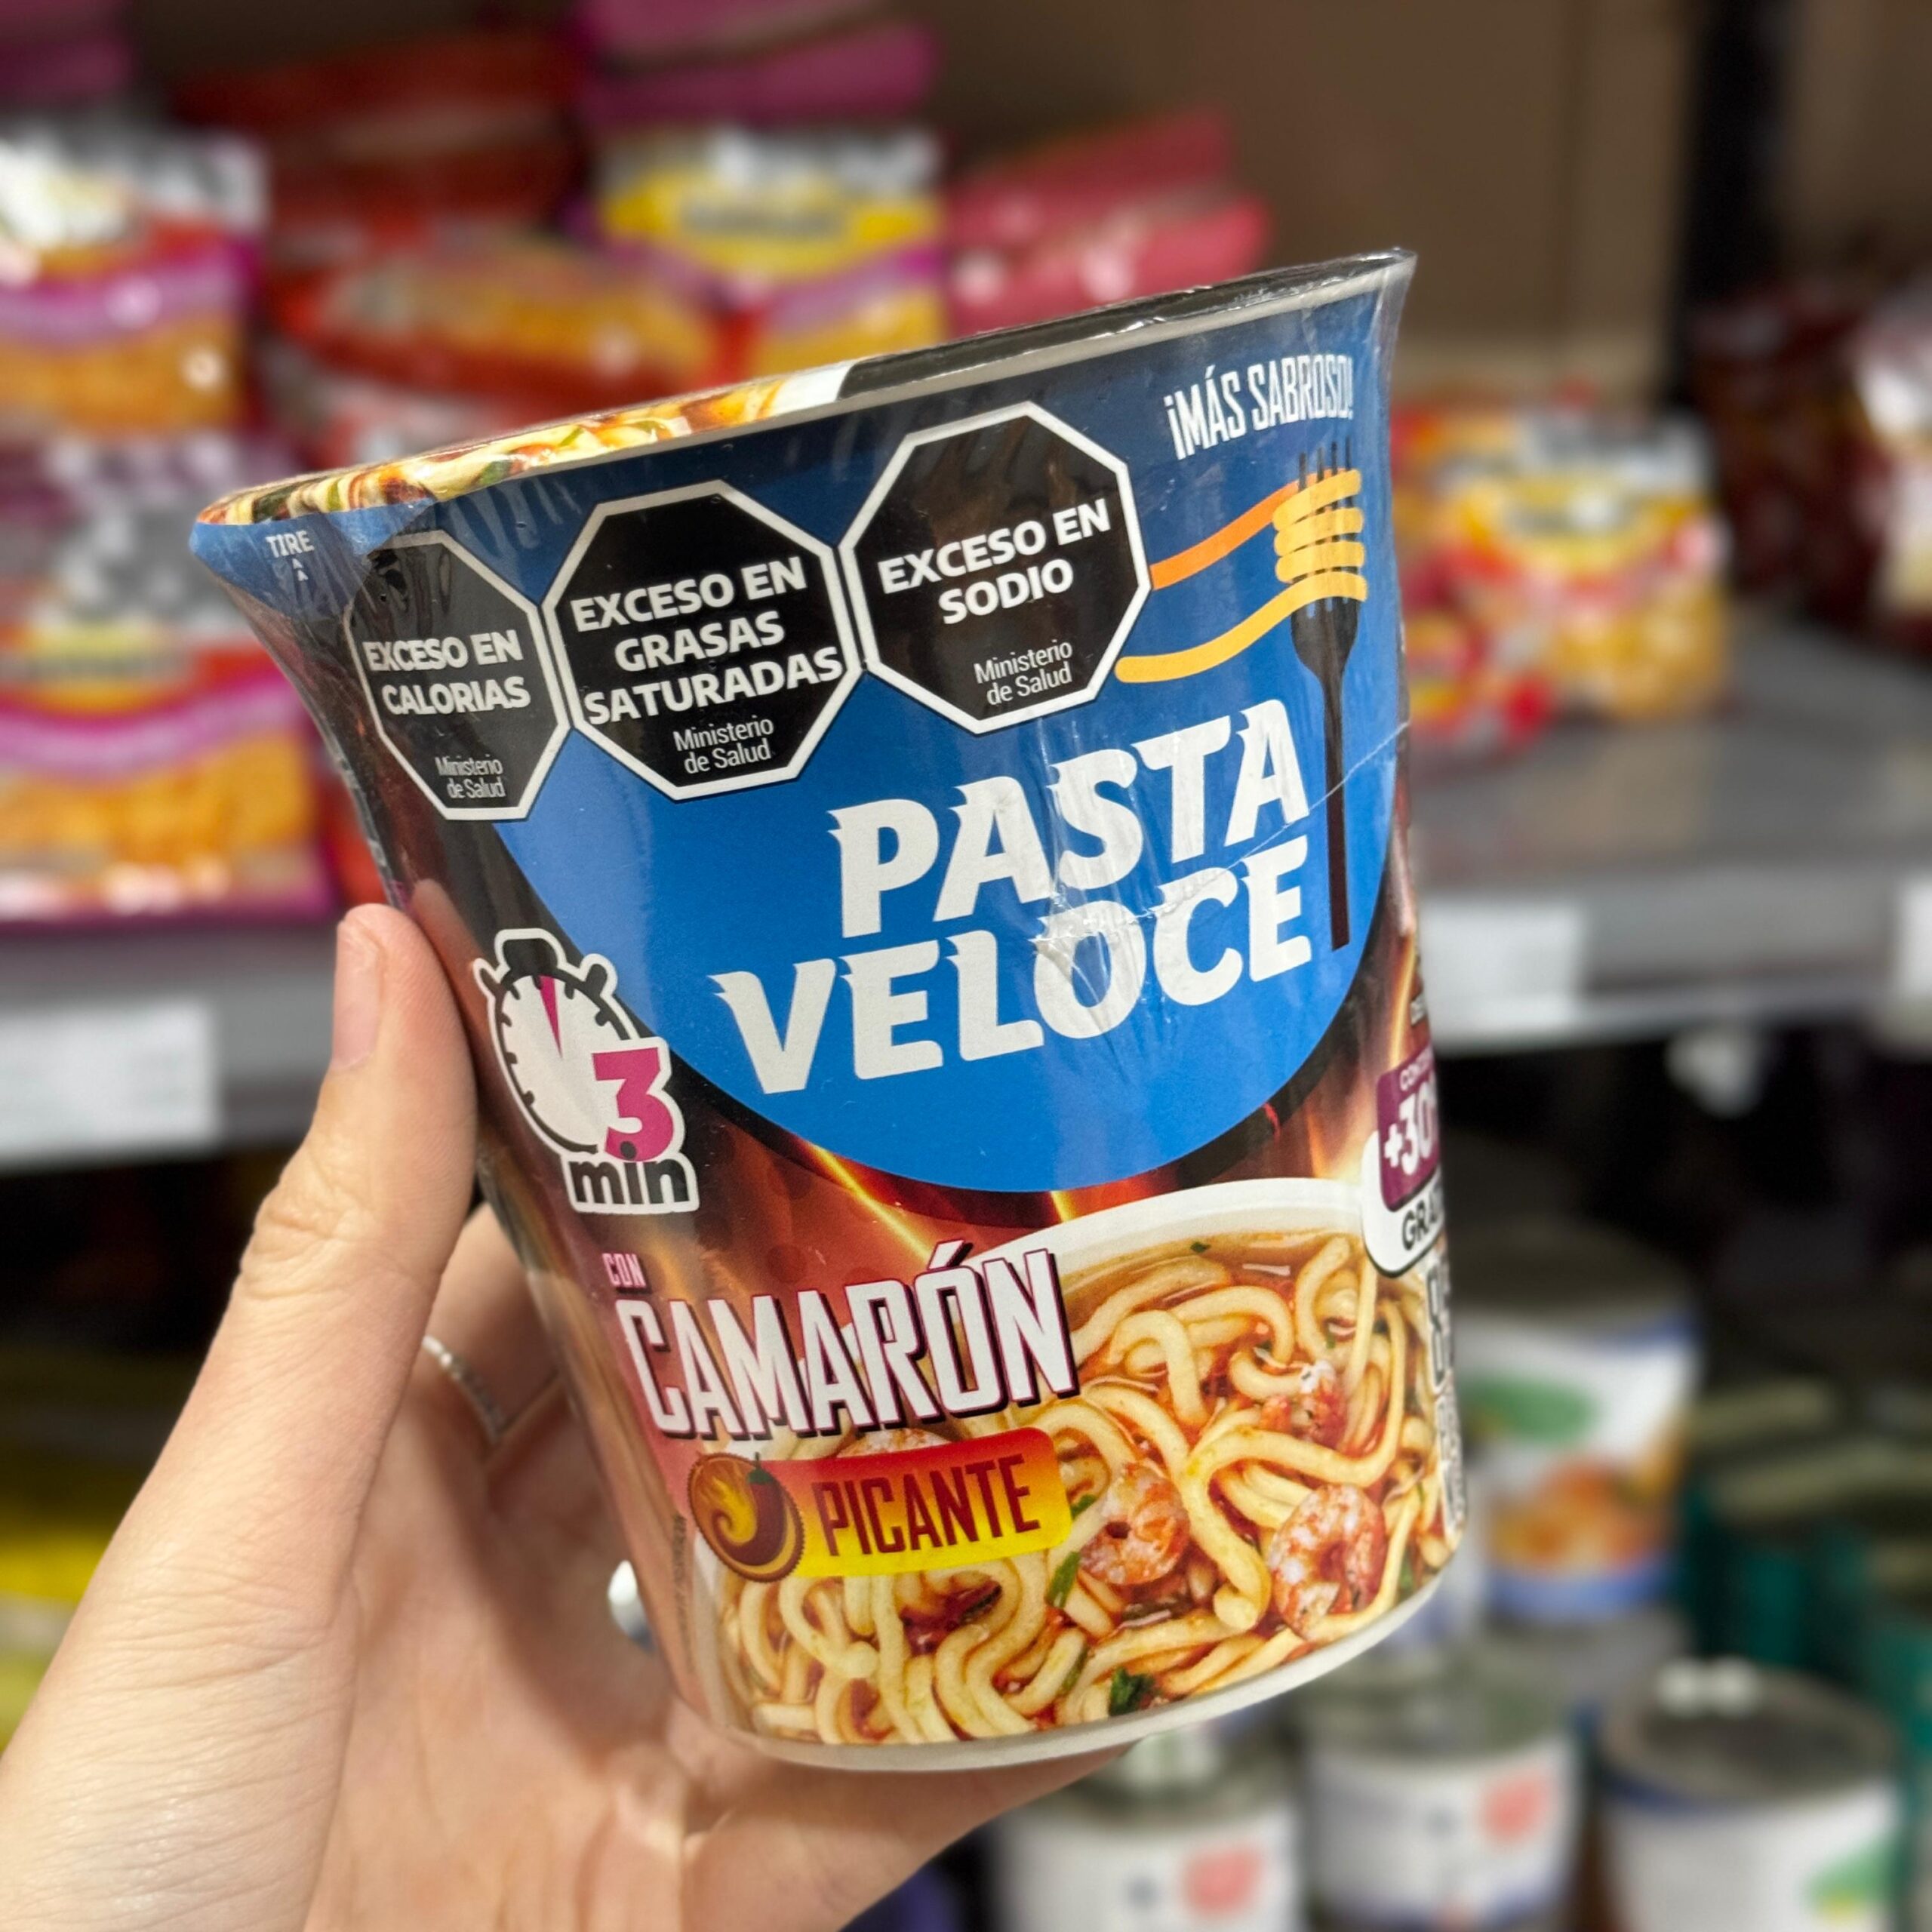 ¡MÁS SABROSO!
TIRE
EXCESO EN
CALORIAS
Ministerio
de Salud
EXCESO EN
GRASAS
SATURADAS
Ministerio
de Salud
EXCESO EN
SODIO
Ministerio
de Salud
PASTA
VELOCE
3
min
+30
CON
CAMARÓN
PICANTE